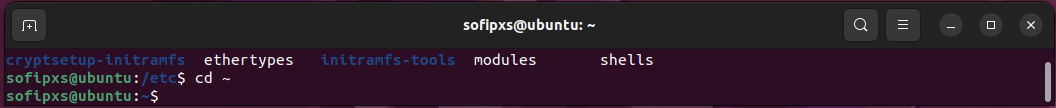 sofipxs@ubuntu: ~
cryptsetup-initramfs  ethertypes   initramfs-tools  modules       shells
sofipxs@ubuntu:/etc$ cd ~
sofipxs@ubuntu:~$